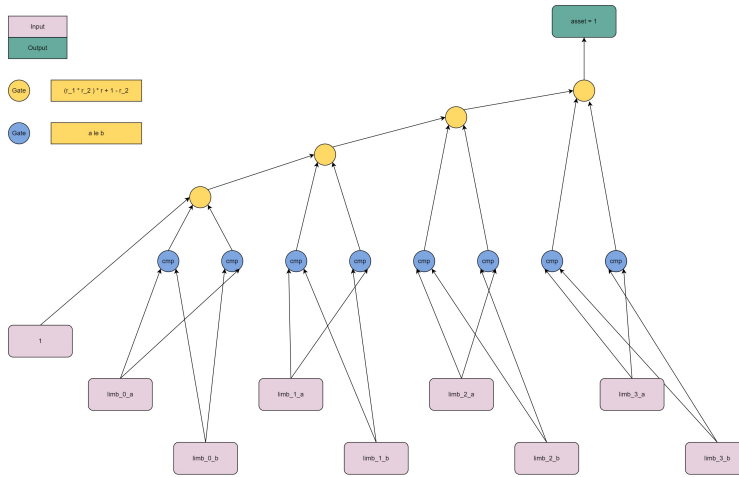 Input
Output
asset = 1
Gate
(r_1 * r_2 ) * r + 1 - r_2
Gate
a le b
cmp
cmp
cmp
cmp
cmp
cmp
cmp
cmp
1
limb_0_a
limb_1_a
limb_2_a
limb_3_a
limb_0_b
limb_1_b
limb_2_b
limb_3_b